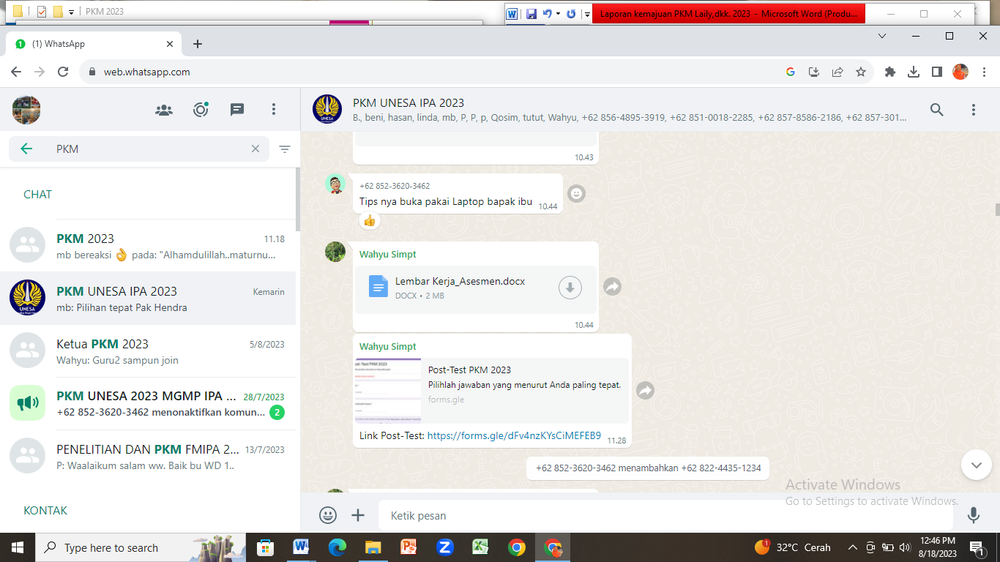 PKM 2023
Laporan kemajuan PKM Laily,dkk. 2023 - Microsoft Word (Produ...
(1) WhatsApp
web.whatsapp.com
PKM
CHAT
PKM 2023
11.18
mb bereaksi 👌 pada: "Alhamdulillah..maturnu...
PKM UNESA IPA 2023
Kemarin
mb: Pilihan tepat Pak Hendra
Ketua PKM 2023
5/8/2023
Wahyu: Guru2 sampun join
PKM UNESA 2023 MGMP IPA ...
28/7/2023
+62 852-3620-3462 menonaktifkan komun...
2
PENELITIAN DAN PKM FMIPA 2...
13/7/2023
P: Waalaikum salam ww. Baik bu WD 1..
KONTAK
UNESA
PKM UNESA IPA 2023
B., beni, hasan, linda, mb, P, P, p, Qosim, tutut, Wahyu, +62 856-4895-3919, +62 851-0018-2285, +62 857-8586-2186, +62 857-301...
10.43
+62 852-3620-3462
Tips nya buka pakai Laptop bapak ibu
10.44
👍
Wahyu Simpt
Lembar Kerja_Asesmen.docx
DOCX • 2 MB
10.44
Wahyu Simpt
Post-Test PKM 2023
Pilihlah jawaban yang menurut Anda paling tepat.
forms.gle
Link Post-Test: https://forms.gle/dFv4nzKYsCiMEFEB9
11.28
+62 852-3620-3462 menambahkan +62 822-4435-1234
Activate Windows
Go to Settings to activate Windows.
Ketik pesan
Type here to search
32°C Cerah
12:46 PM
8/18/2023